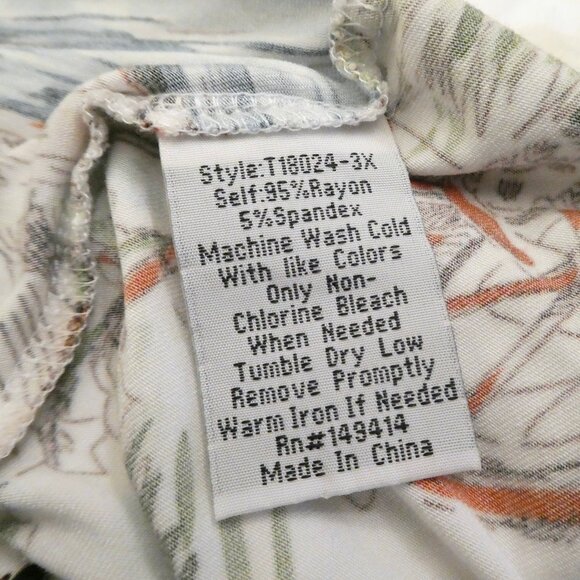 Style:T18024-3X
Self:95%Rayon
5%Spandex
Machine Wash Cold
With like Colors
Only Non-
Chlorine Bleach
When Needed
Tumble Dry Low
Remove Promptly
Warm Iron If Needed
Rn#149414
Made In China